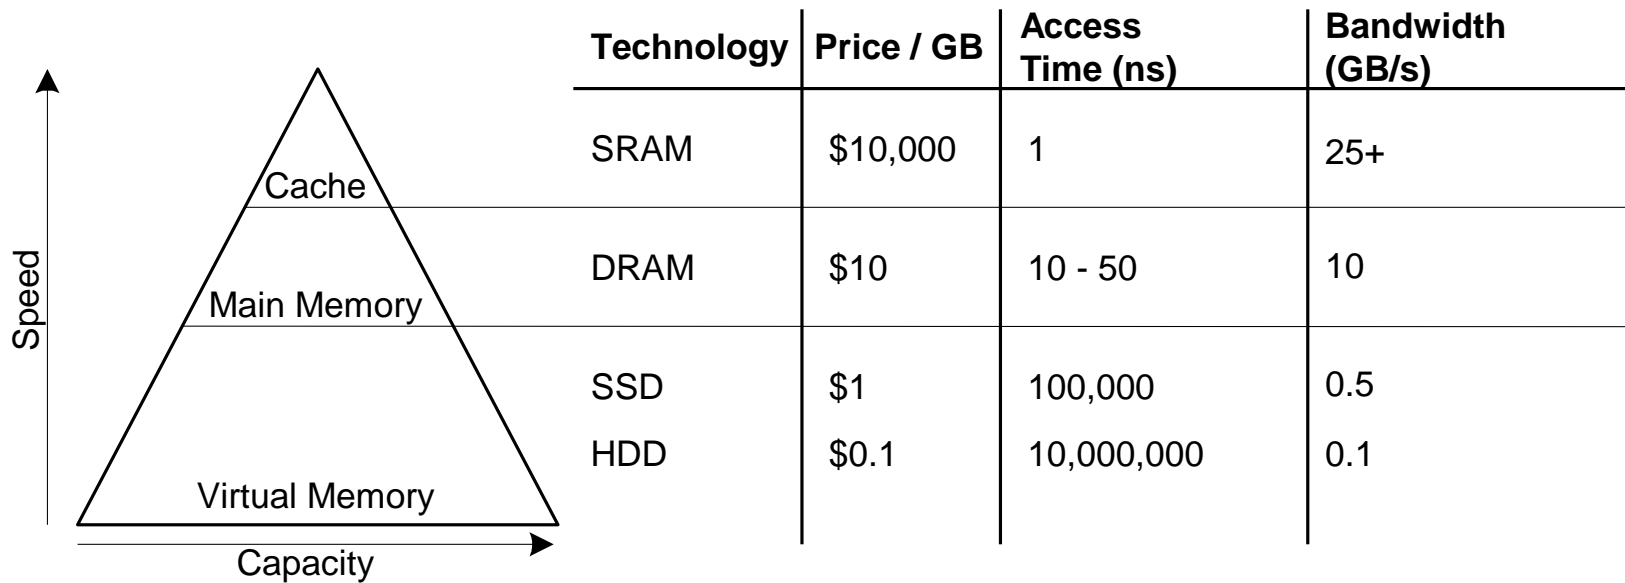 Technology Price / GB Access Time (ns) Bandwidth (GB/s)
SRAM $10,000 1 25+
DRAM $10 10 - 50 10
SSD $1 100,000 0.5
HDD $0.1 10,000,000 0.1
Speed
Cache
Main Memory
Virtual Memory
Capacity